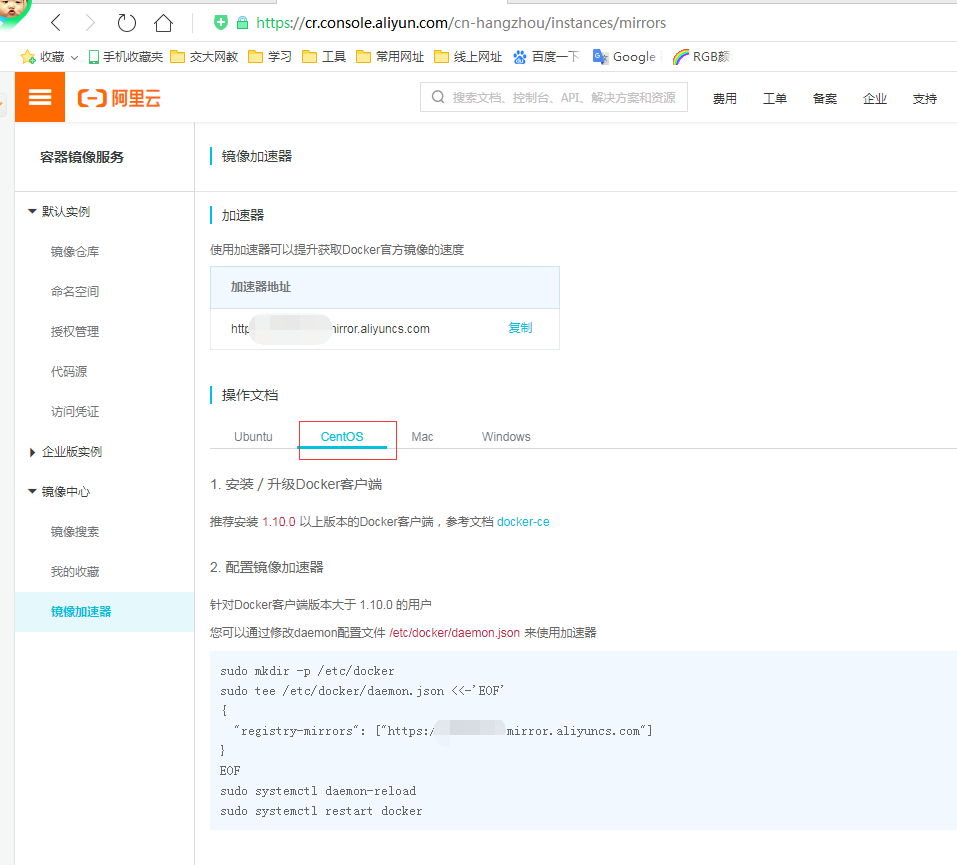 https://cr.console.aliyun.com/cn-hangzhou/instances/mirrors
收藏 手机收藏夹 交大网教 学习 工具 常用网址 线上网址 百度一下 Google RGB颜
阿里云 搜索文档、控制台、API、解决方案和资源 费用 工单 备案 企业 支持
容器镜像服务
默认实例
镜像仓库
命名空间
授权管理
代码源
访问凭证
企业版实例
镜像中心
镜像搜索
我的收藏
镜像加速器
镜像加速器
加速器
使用加速器可以提升获取Docker官方镜像的速度
加速器地址
http mirror.aliyuncs.com 复制
操作文档
Ubuntu CentOS Mac Windows
1. 安装 / 升级Docker客户端
推荐安装 1.10.0 以上版本的Docker客户端，参考文档 docker-ce
2. 配置镜像加速器
针对Docker客户端版本大于 1.10.0 的用户
您可以通过修改daemon配置文件 /etc/docker/daemon.json 来使用加速器
sudo mkdir -p /etc/docker
sudo tee /etc/docker/daemon.json <<-'EOF'
{
"registry-mirrors": ["https:/ mirror.aliyuncs.com"]
}
EOF
sudo systemctl daemon-reload
sudo systemctl restart docker